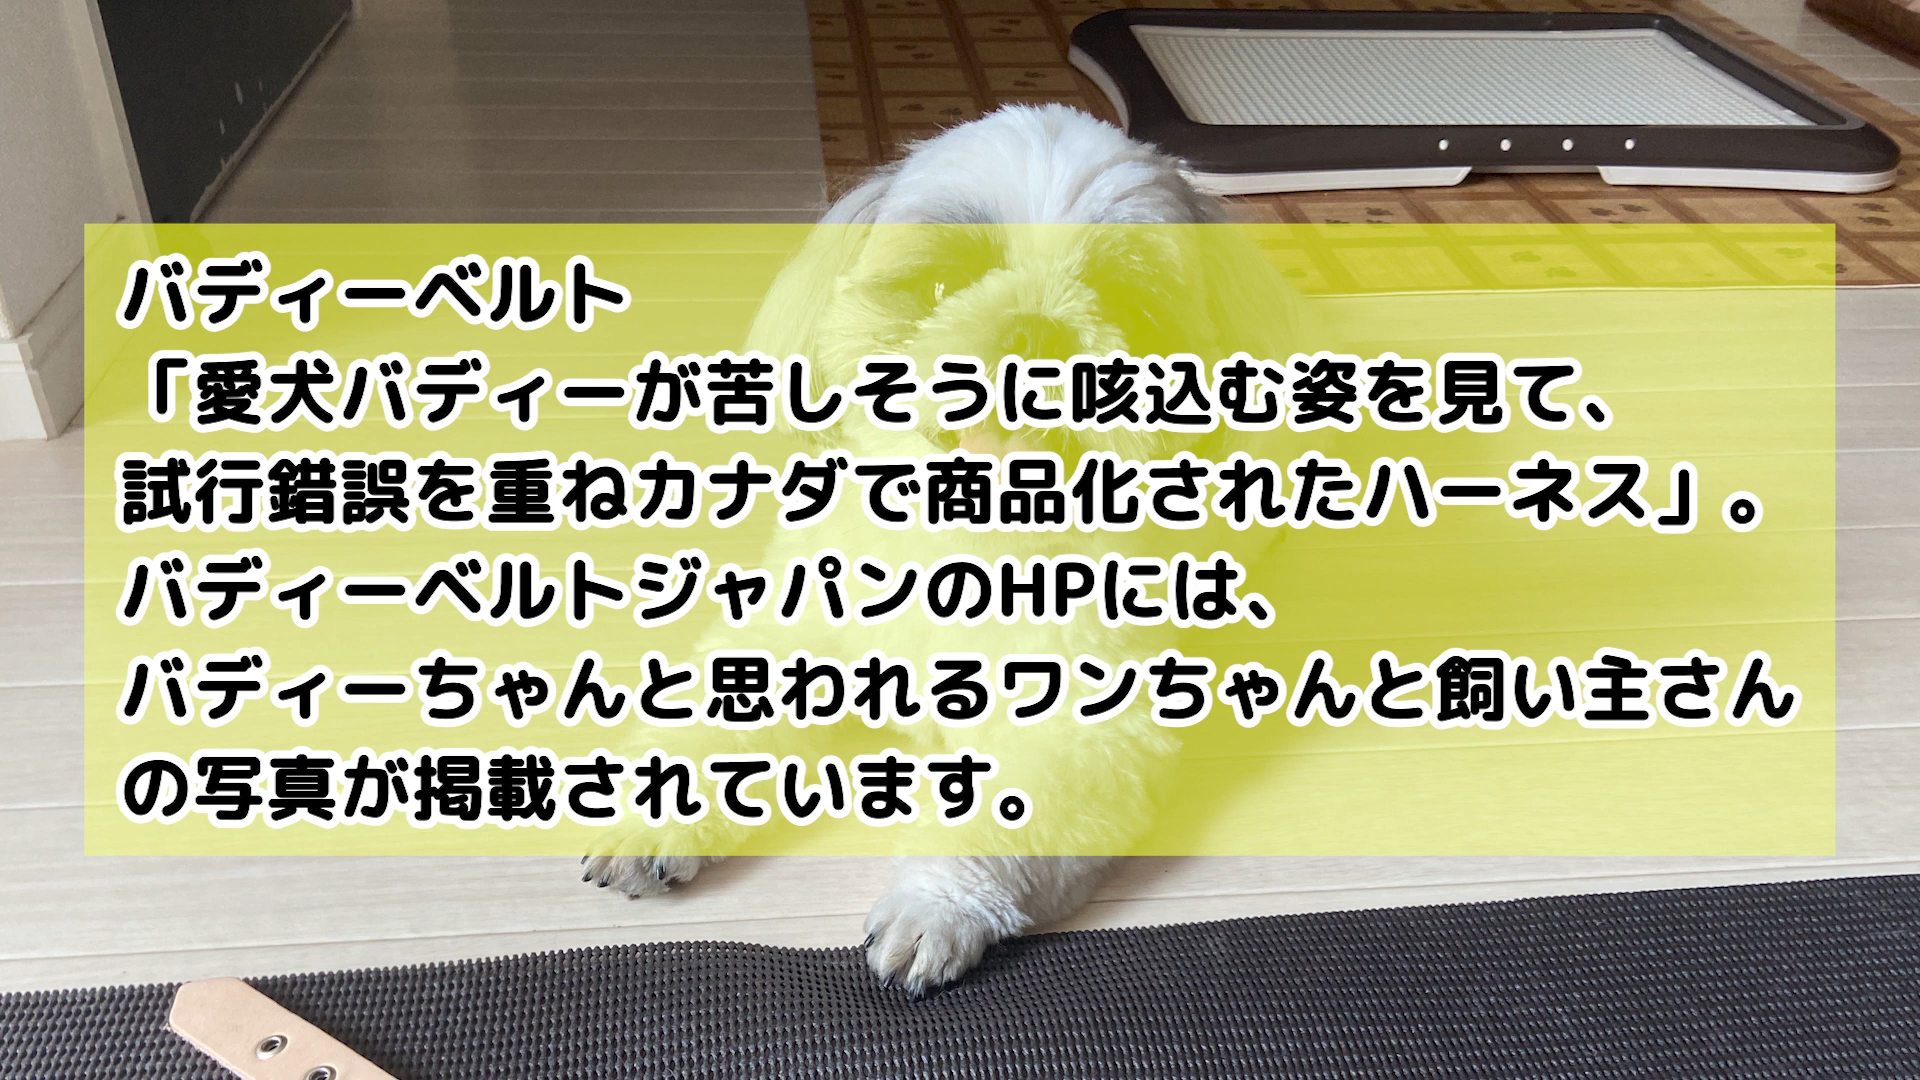 バディーベルト
「愛犬バディーが苦しそうに咳込む姿を見て、
試行錯誤を重ねカナダで商品化されたハーネス」。
バディーベルトジャパンのHPには、
バディーちゃんと思われるワンちゃんと飼い主さん
の写真が掲載されています。